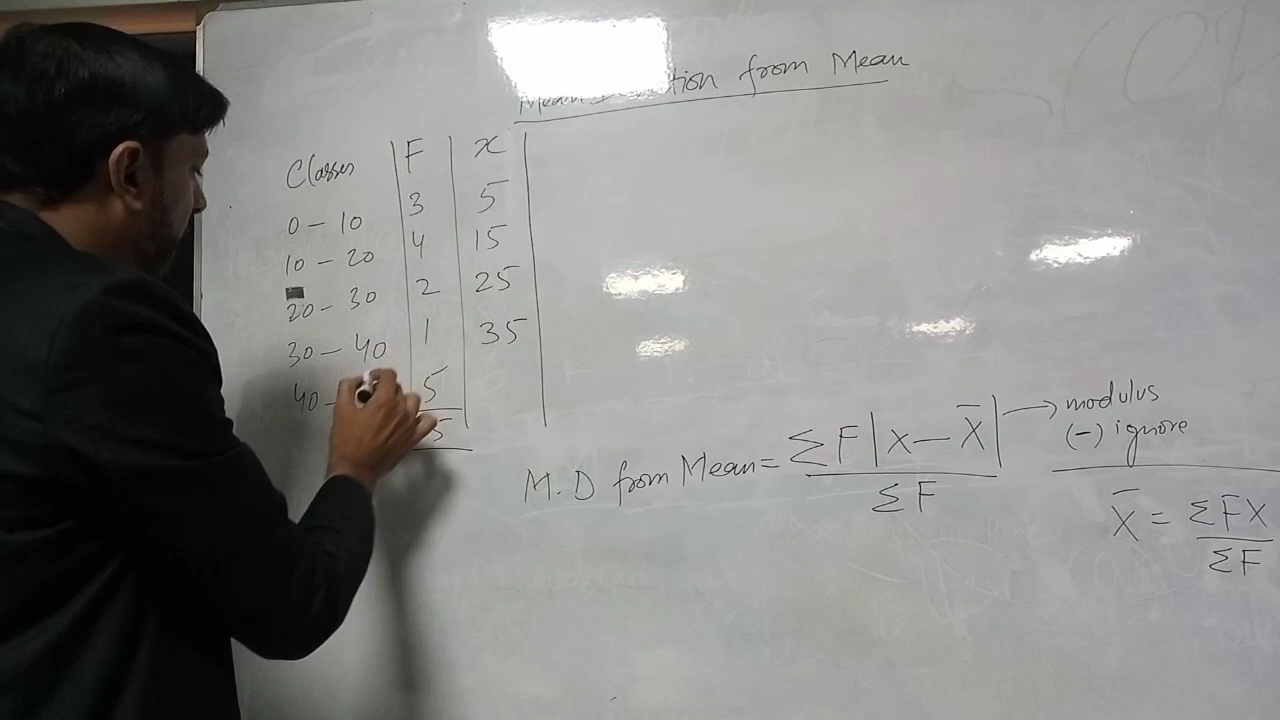 from Mean
Classes F x
0 - 10 3 5
10 - 20 4 15
20 - 30 2 25
30 - 40 1 35
40 - 5
5
M.D from Mean = ΣF|x - X̄| / ΣF → modulus
(-) ignore
X̄ = ΣFX / ΣF